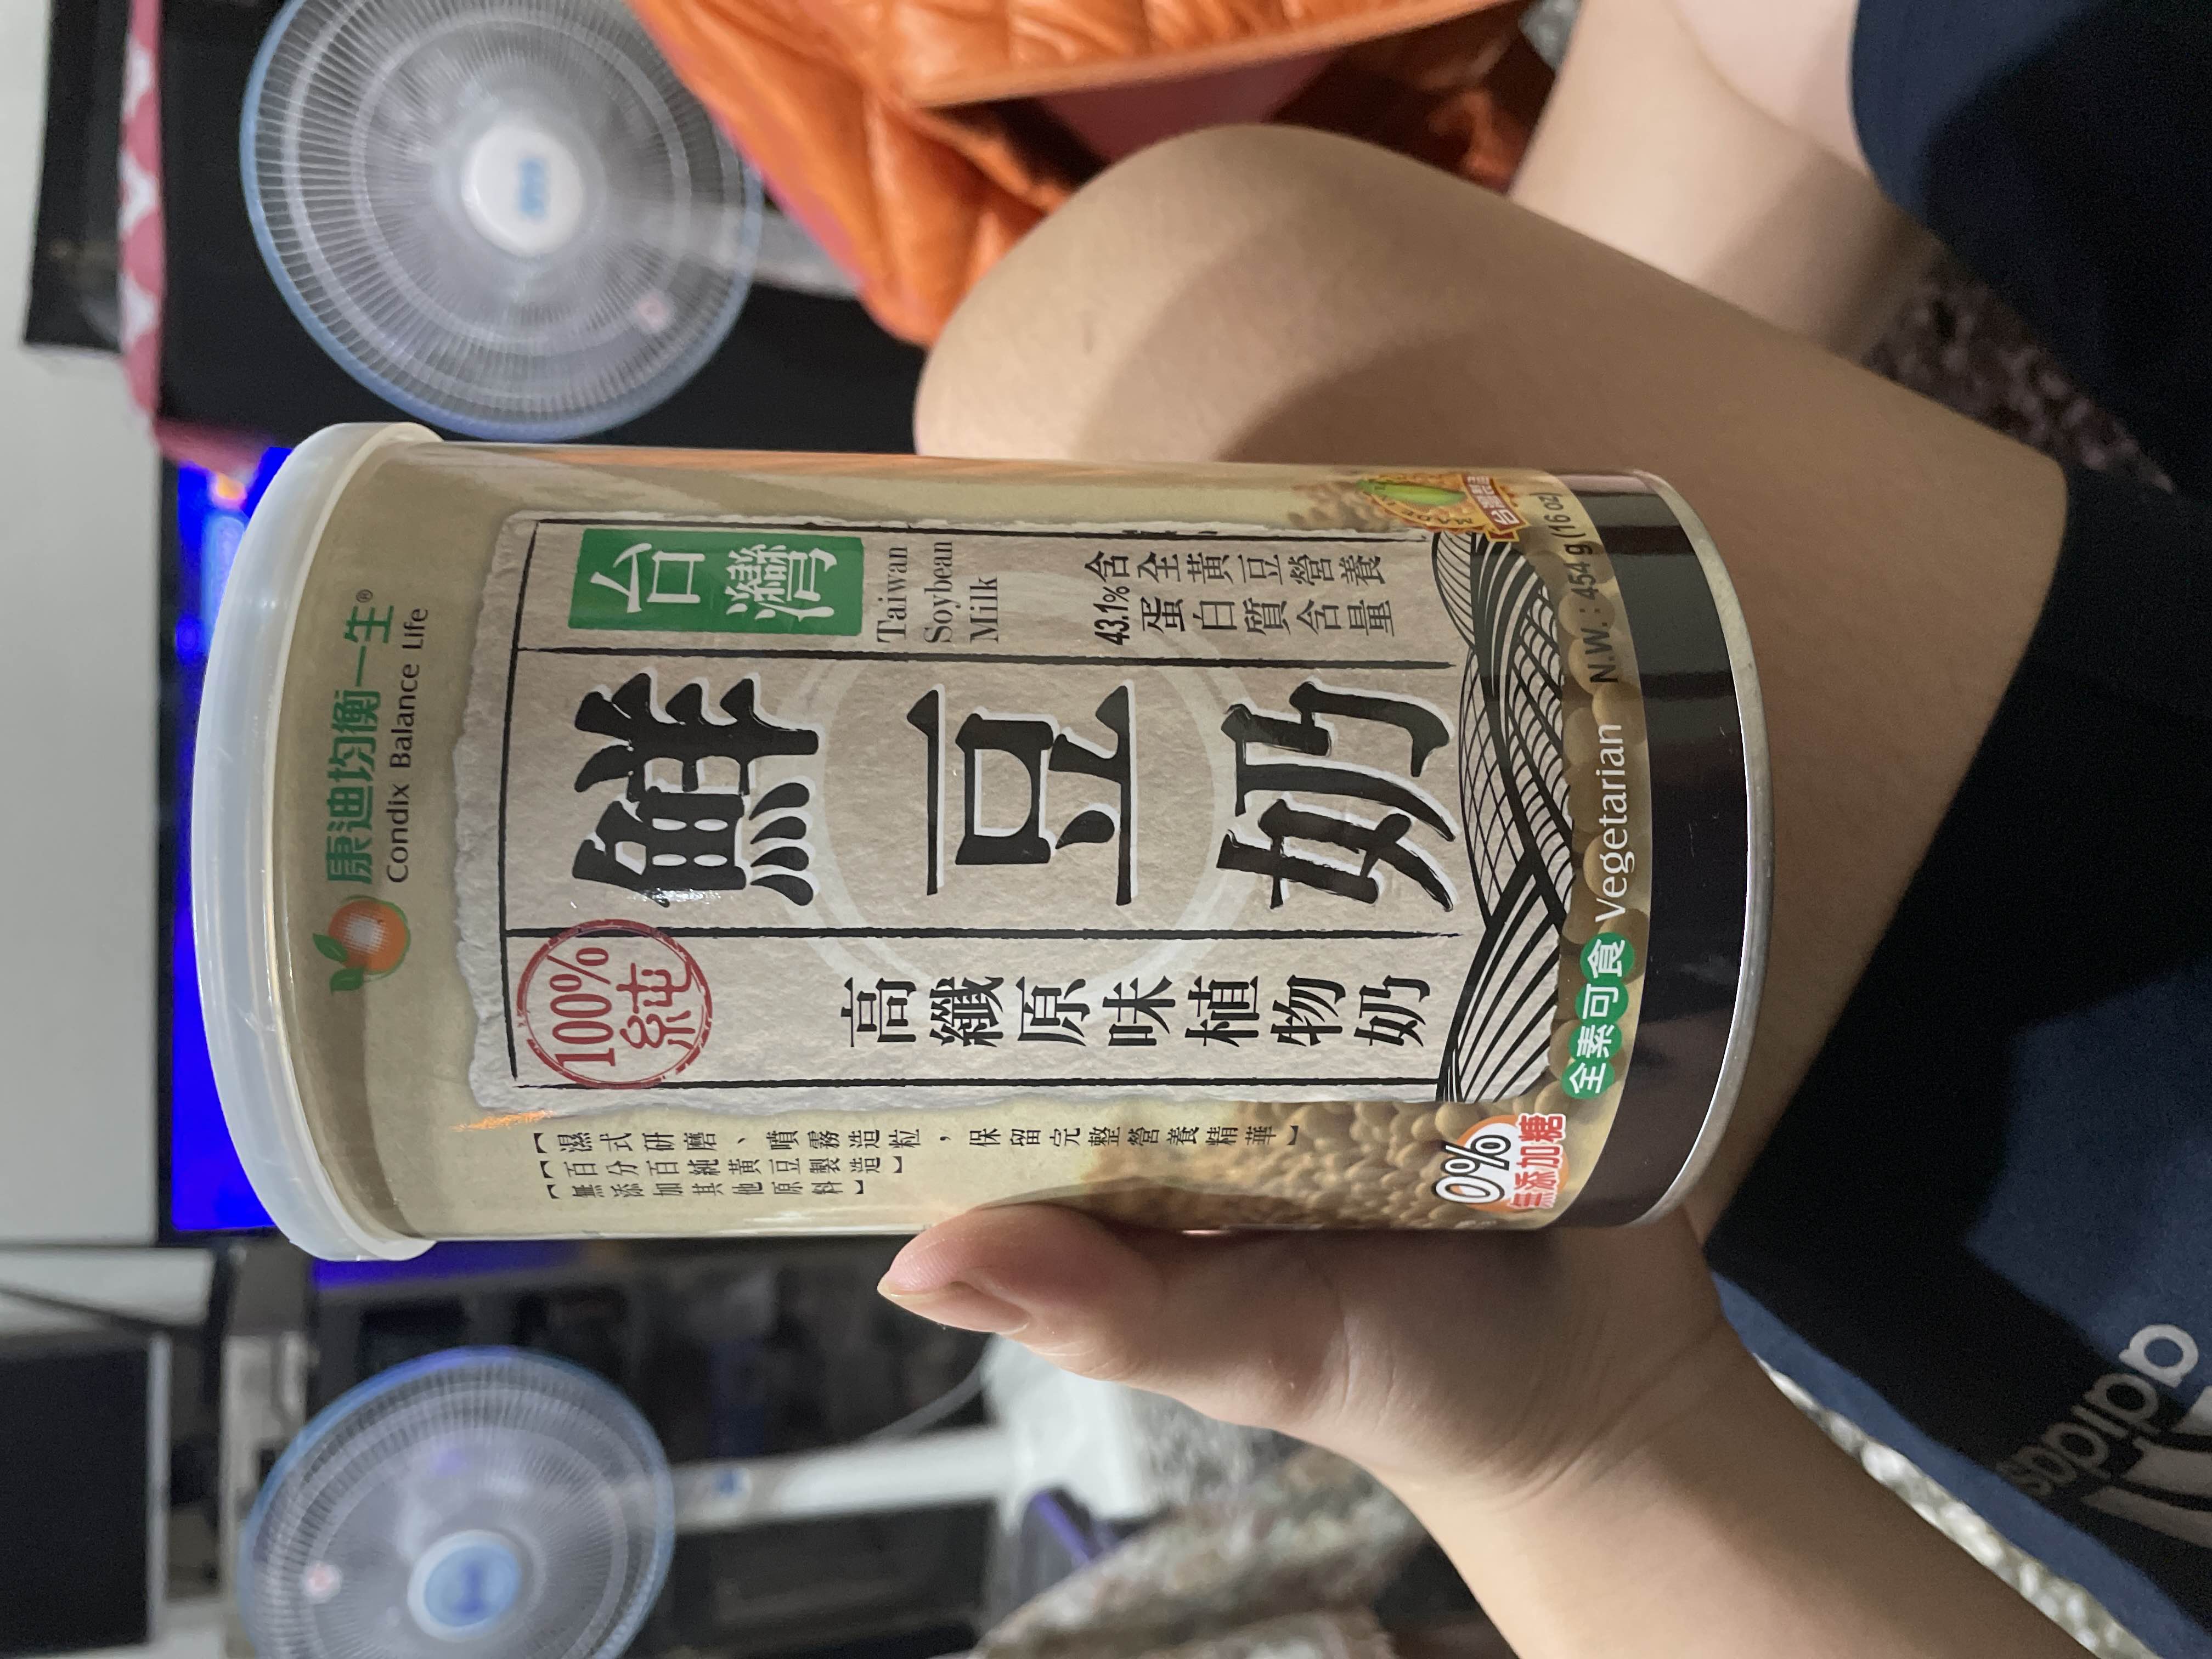 康迪均衡一生®
Condix Balance Life
台灣
Taiwan
Soybean
Milk
鮮豆奶
100%
純
高纖原味植物奶
含全黃豆營養
43.1%蛋白質含量
【濕式研磨、噴霧造粒，保留完整營養精華】
【百分百純黃豆製造】
【無添加其他原料】
0%
無添加糖
全素可食 Vegetarian
N.W.: 454 g (16 oz)
adidas